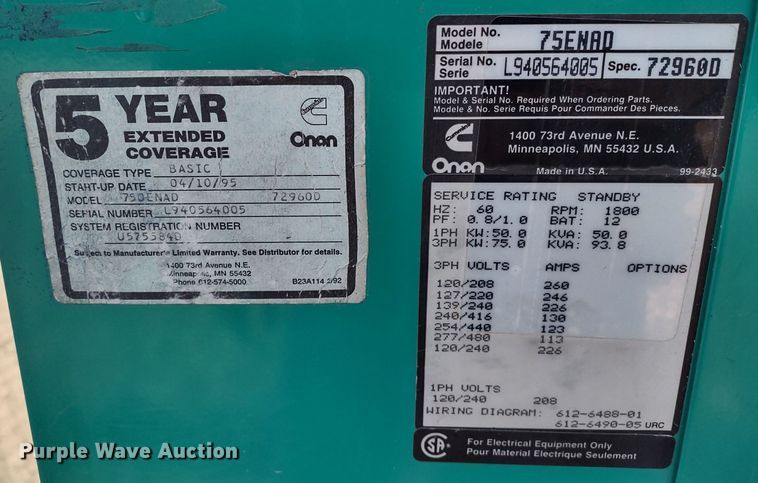 5 YEAR
EXTENDED
COVERAGE
Onan
COVERAGE TYPE BASIC
START-UP DATE 04/10/95
MODEL 750ENAD 72960D
SERIAL NUMBER L940564005
SYSTEM REGISTRATION NUMBER
U575584D
Subject to Manufacturer's Limited Warranty. See Distributor for details.
1400 73rd Avenue N.E.
Minneapolis, MN 55432
Phone 612-574-5000 B23A114 2/92
Model No.
Modele 75ENAD
Serial No.
Serie L940564005 Spec. 72960D
IMPORTANT!
Model & Serial No. Required When Ordering Parts.
Modele & No. Serie Requis Pour Commander Des Pieces.
1400 73rd Avenue N.E.
Minneapolis, MN 55432 U.S.A.
Onan Made in U.S.A. 99-2433
SERVICE RATING STANDBY
HZ: 60 RPM: 1800
PF: 0.8/1.0 BAT: 12
1PH KW:50.0 KVA: 50.0
3PH KW:75.0 KVA: 93.8
3PH VOLTS AMPS OPTIONS
120/208 260
127/220 246
139/240 226
240/416 130
254/440 123
277/480 113
120/240 226
1PH VOLTS
120/240 208
WIRING DIAGRAM: 612-6488-01
612-6490-05 URC
For Electrical Equipment Only
Pour Material Electrique Seulement
Purple Wave Auction